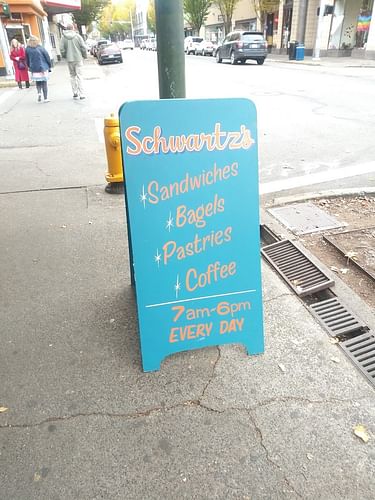 Schwartz's
Sandwiches
Bagels
Pastries
Coffee
7am-6pm
EVERY DAY